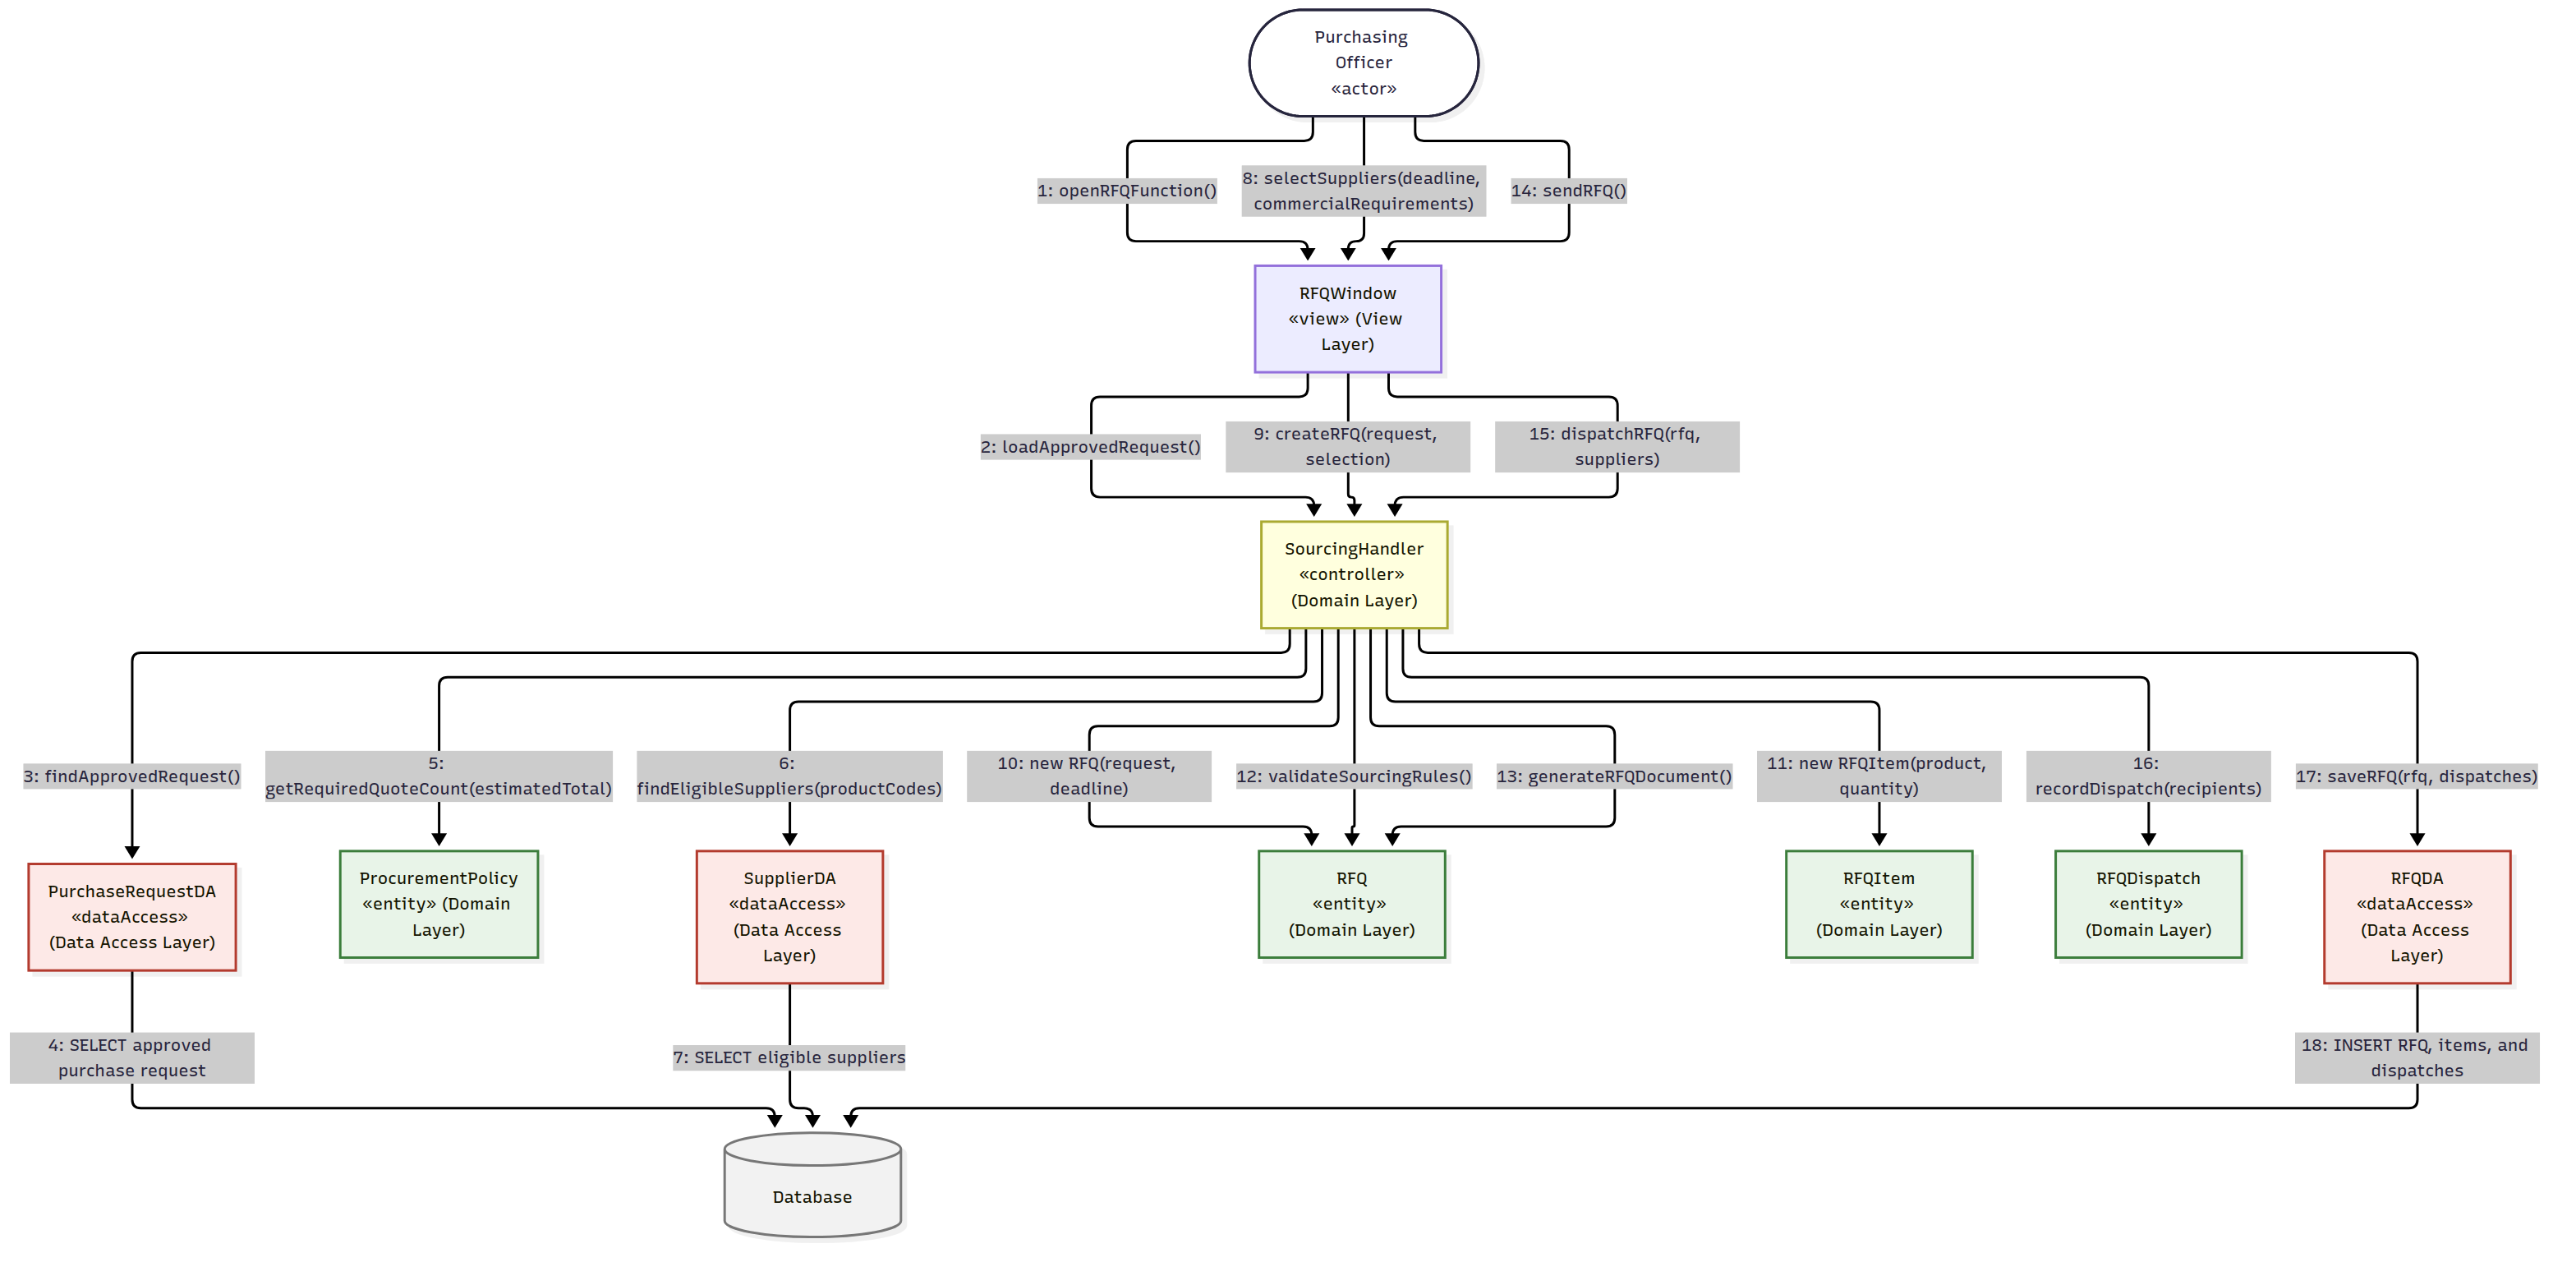 Purchasing
Officer
«actor»
1: openRFQFunction()
8: selectSuppliers(deadline,
commercialRequirements)
14: sendRFQ()
RFQWindow
«view» (View
Layer)
2: loadApprovedRequest()
9: createRFQ(request,
selection)
15: dispatchRFQ(rfq,
suppliers)
SourcingHandler
«controller»
(Domain Layer)
3: findApprovedRequest()
5:
getRequiredQuoteCount(estimatedTotal)
6:
findEligibleSuppliers(productCodes)
10: new RFQ(request,
deadline)
12: validateSourcingRules()
13: generateRFQDocument()
11: new RFQItem(product,
quantity)
16:
recordDispatch(recipients)
17: saveRFQ(rfq, dispatches)
PurchaseRequestDA
«dataAccess»
(Data Access Layer)
ProcurementPolicy
«entity» (Domain
Layer)
SupplierDA
«dataAccess»
(Data Access
Layer)
RFQ
«entity»
(Domain Layer)
RFQItem
«entity»
(Domain Layer)
RFQDispatch
«entity»
(Domain Layer)
RFQDA
«dataAccess»
(Data Access
Layer)
4: SELECT approved
purchase request
7: SELECT eligible suppliers
18: INSERT RFQ, items, and
dispatches
Database